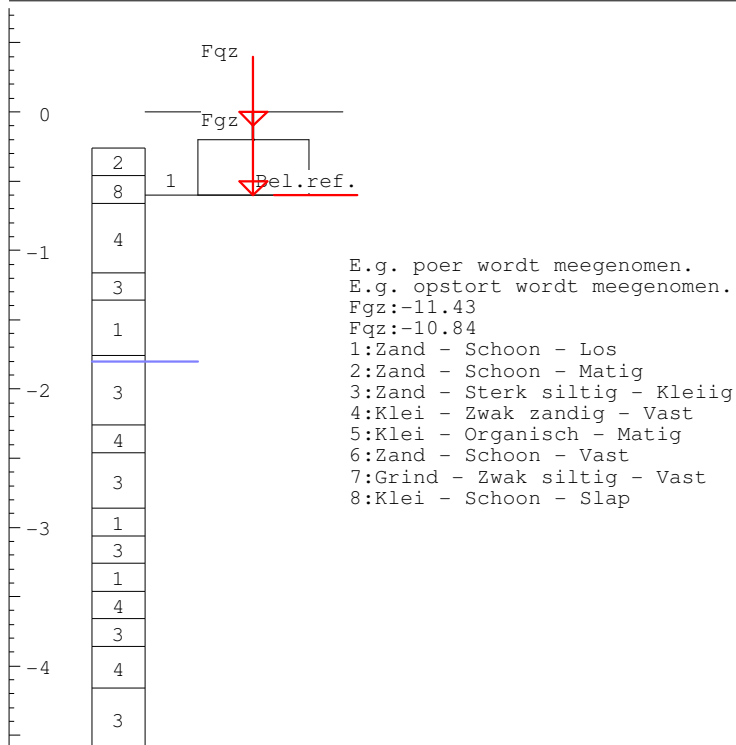 Fqz
0
Fgz
2
1
Bel.ref.
8
4
-1
E.g. poer wordt meegenomen.
3
E.g. opstort wordt meegenomen.
Fgz:-11.43
1
Fqz:-10.84
1:Zand - Schoon - Los
2:Zand - Schoon - Matig
-2
3
3:Zand - Sterk siltig - Kleiig
4:Klei - Zwak zandig - Vast
4
5:Klei - Organisch - Matig
6:Zand - Schoon - Vast
3
7:Grind - Zwak siltig - Vast
8:Klei - Schoon - Slap
1
-3
3
1
4
3
-4
4
3